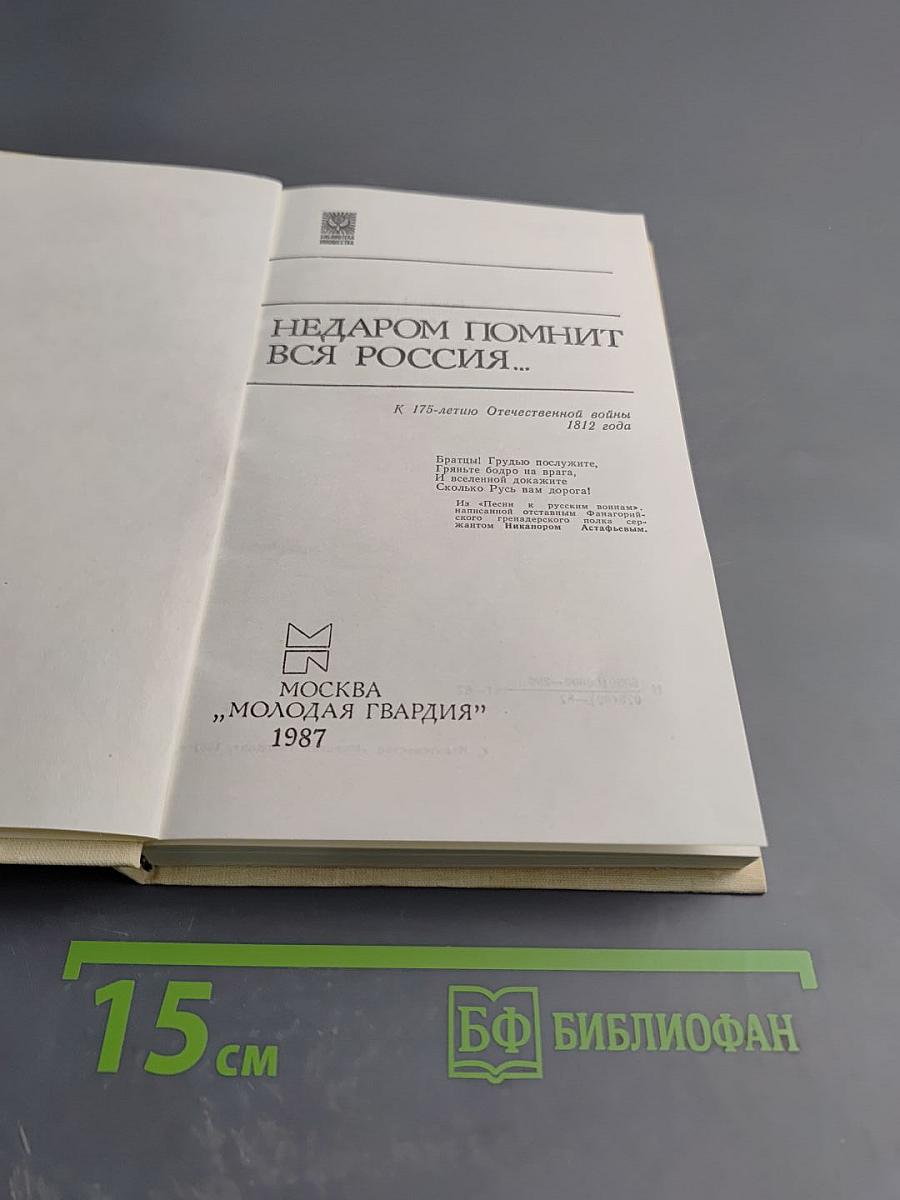 БИБЛИОТЕКА
ЮНОШЕСТВА
НЕДАРОМ ПОМНИТ
ВСЯ РОССИЯ...
К 175-летию Отечественной войны
1812 года
Братцы! Грудью послужите,
Гряньте бодро на врага,
И вселенной докажите
Сколько Русь вам дорога!
Из «Песни к русским воинам»,
написанной отставным Фанагорий-
ского гренадерского полка сер-
жантом Никанором Астафьевым.
МОСКВА
„МОЛОДАЯ ГВАРДИЯ”
1987
15 см
БФ БИБЛИОФАН